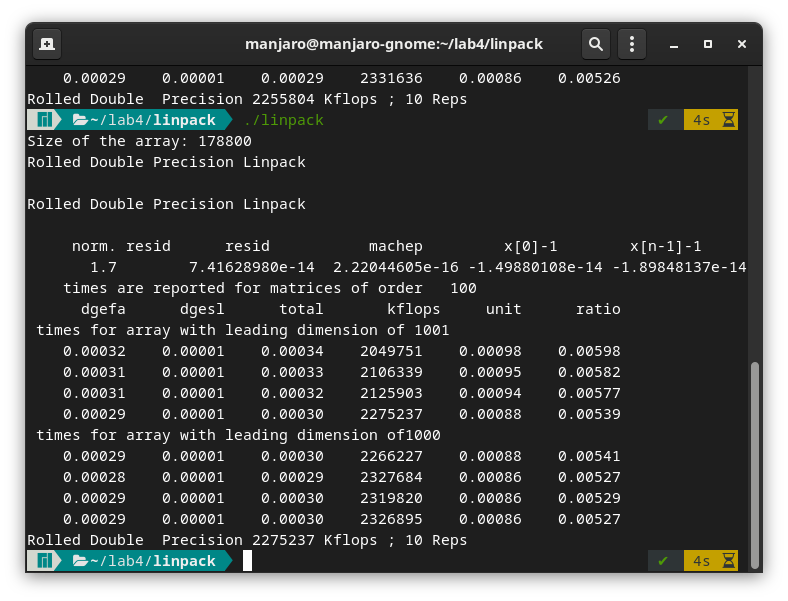 manjaro@manjaro-gnome:~/lab4/linpack
0.00029 0.00001 0.00029 2331636 0.00086 0.00526
Rolled Double  Precision 2255804 Kflops ; 10 Reps
~/lab4/linpack ./linpack ✔ 4s
Size of the array: 178800
Rolled Double Precision Linpack
Rolled Double Precision Linpack
norm. resid resid machep x[0]-1 x[n-1]-1
1.7 7.41628980e-14 2.22044605e-16 -1.49880108e-14 -1.89848137e-14
times are reported for matrices of order   100
dgefa dgesl total kflops unit ratio
times for array with leading dimension of 1001
0.00032 0.00001 0.00034 2049751 0.00098 0.00598
0.00031 0.00001 0.00033 2106339 0.00095 0.00582
0.00031 0.00001 0.00032 2125903 0.00094 0.00577
0.00029 0.00001 0.00030 2275237 0.00088 0.00539
times for array with leading dimension of1000
0.00029 0.00001 0.00030 2266227 0.00088 0.00541
0.00028 0.00001 0.00029 2327684 0.00086 0.00527
0.00029 0.00001 0.00030 2319820 0.00086 0.00529
0.00029 0.00001 0.00030 2326895 0.00086 0.00527
Rolled Double  Precision 2275237 Kflops ; 10 Reps
~/lab4/linpack ✔ 4s